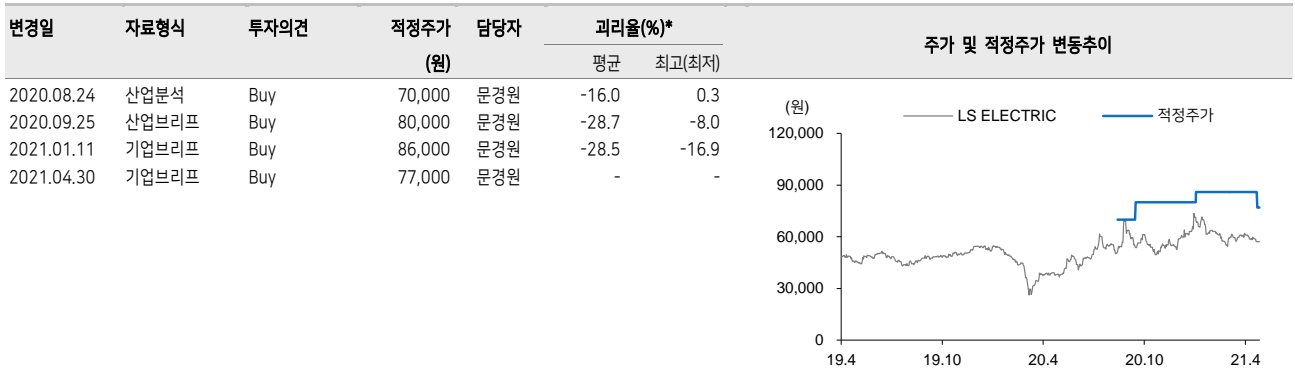 변경일 자료형식 투자의견 적정주가 담당자 괴리율(%)* 주가 및 적정주가 변동추이
(원) 평균 최고(최저)
2020.08.24 산업분석 Buy 70,000 문경원 -16.0 0.3
2020.09.25 산업브리프 Buy 80,000 문경원 -28.7 -8.0
2021.01.11 기업브리프 Buy 86,000 문경원 -28.5 -16.9
2021.04.30 기업브리프 Buy 77,000 문경원 - -
(원) LS ELECTRIC 적정주가
120,000
90,000
60,000
30,000
0
19.4 19.10 20.4 20.10 21.4